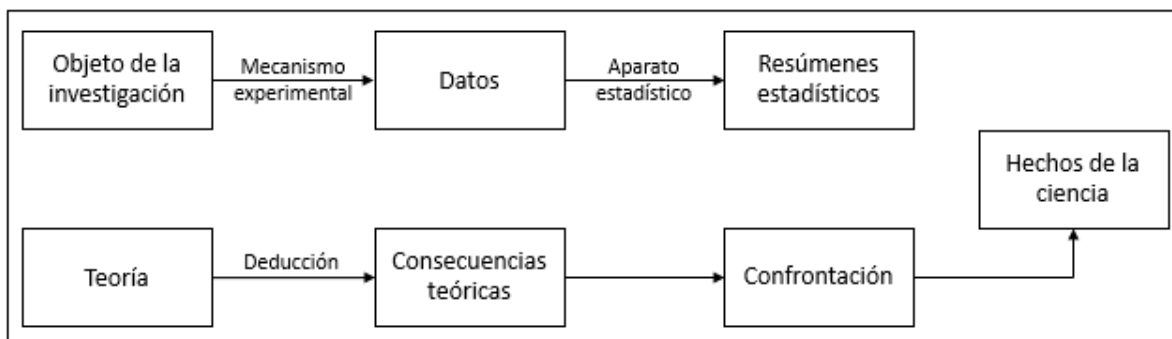 Objeto de la
investigación
Mecanismo
experimental
Datos
Aparato
estadístico
Resúmenes
estadísticos
Hechos de la
ciencia
Teoría
Deducción
Consecuencias
teóricas
Confrontación